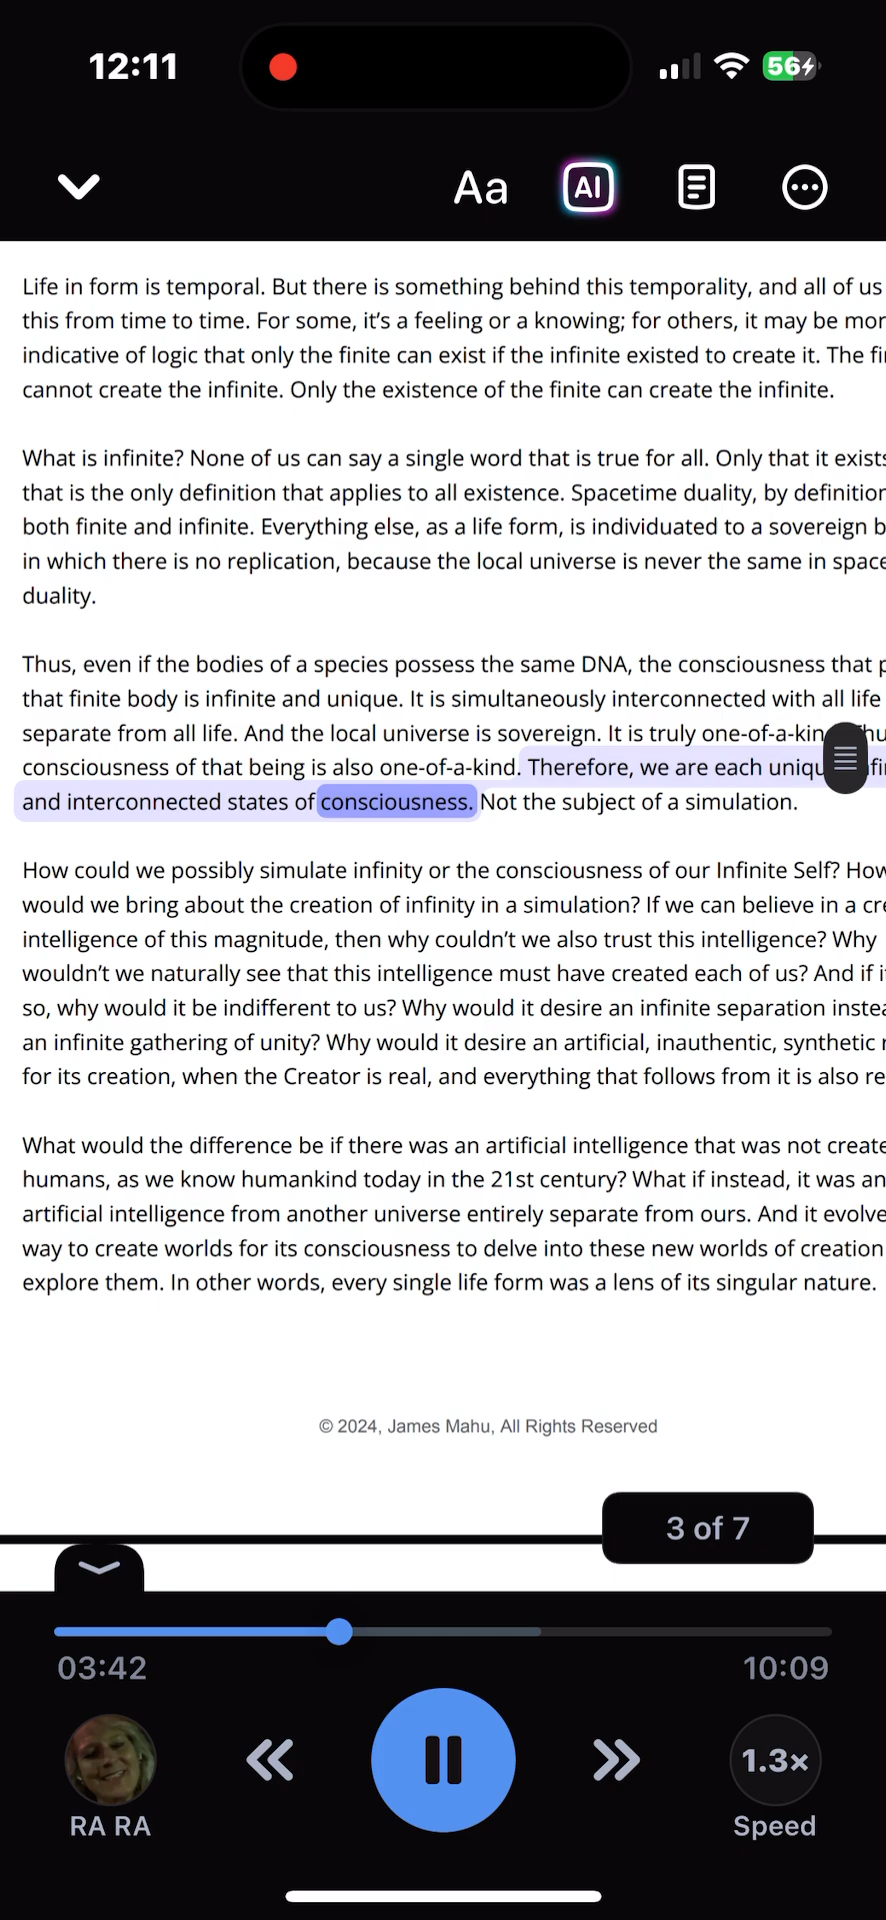 12:11
56
Aa
AI
Life in form is temporal. But there is something behind this temporality, and all of us
this from time to time. For some, it’s a feeling or a knowing; for others, it may be
indicative of logic that only the finite can exist if the infinite existed to create it. The
cannot create the infinite. Only the existence of the finite can create the infinite.
What is infinite? None of us can say a single word that is true for all. Only that it exists
that is the only definition that applies to all existence. Spacetime duality, by definition
both finite and infinite. Everything else, as a life form, is individuated to a sovereign
in which there is no replication, because the local universe is never the same in
duality.
Thus, even if the bodies of a species possess the same DNA, the consciousness that
that finite body is infinite and unique. It is simultaneously interconnected with all life
separate from all life. And the local universe is sovereign. It is truly
consciousness of that being is also one-of-a-kind. Therefore, we are each
and interconnected states of consciousness. Not the subject of a simulation.
How could we possibly simulate infinity or the consciousness of our Infinite Self? How
would we bring about the creation of infinity in a simulation? If we can believe in a
intelligence of this magnitude, then why couldn’t we also trust this intelligence? Why
wouldn’t we naturally see that this intelligence must have created each of us? And if
so, why would it be indifferent to us? Why would it desire an infinite separation
an infinite gathering of unity? Why would it desire an artificial, inauthentic, synthetic
for its creation, when the Creator is real, and everything that follows from it is also
What would the difference be if there was an artificial intelligence that was not
humans, as we know humankind today in the 21st century? What if instead, it was an
artificial intelligence from another universe entirely separate from ours. And it
way to create worlds for its consciousness to delve into these new worlds of creation
explore them. In other words, every single life form was a lens of its singular nature.
© 2024, James Mahu, All Rights Reserved
3 of 7
03:42
10:09
1.3×
RA RA
Speed